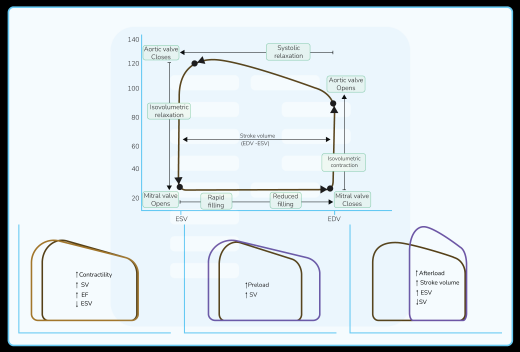 140
Aortic valve
Closes
Systolic
relaxation
120
Aortic valve
Opens
100
Isovolumetric
relaxation
80
Stroke volume
(EDV -ESV)
60
Isovolumetric
contraction
40
20
Mitral valve
Opens
Rapid
filling
Reduced
filling
Mitral valve
Closes
ESV
EDV
↑Contractility
↑ SV
↑ EF
↓ ESV
↑Preload
↑ SV
↑Afterload
↑ Stroke volume
↑ ESV
↓SV